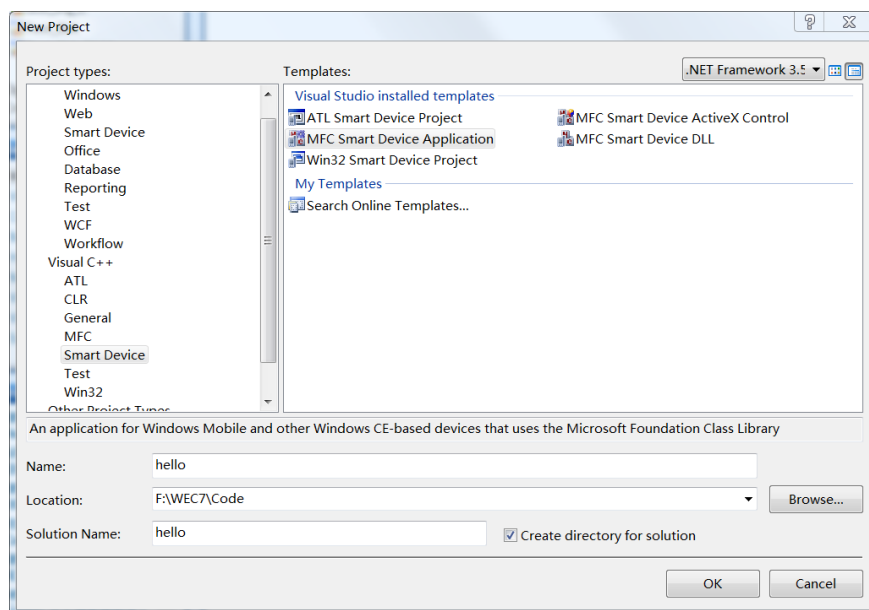 New Project
Project types:
Templates:
.NET Framework 3.5
Windows
Web
Smart Device
Office
Database
Reporting
Test
WCF
Workflow
Visual C++
ATL
CLR
General
MFC
Smart Device
Test
Win32
Other Project Types
Visual Studio installed templates
ATL Smart Device Project
MFC Smart Device ActiveX Control
MFC Smart Device Application
MFC Smart Device DLL
Win32 Smart Device Project
My Templates
Search Online Templates...
An application for Windows Mobile and other Windows CE-based devices that uses the Microsoft Foundation Class Library
Name:
hello
Location:
F:\WEC7\Code
Browse...
Solution Name:
hello
Create directory for solution
OK
Cancel